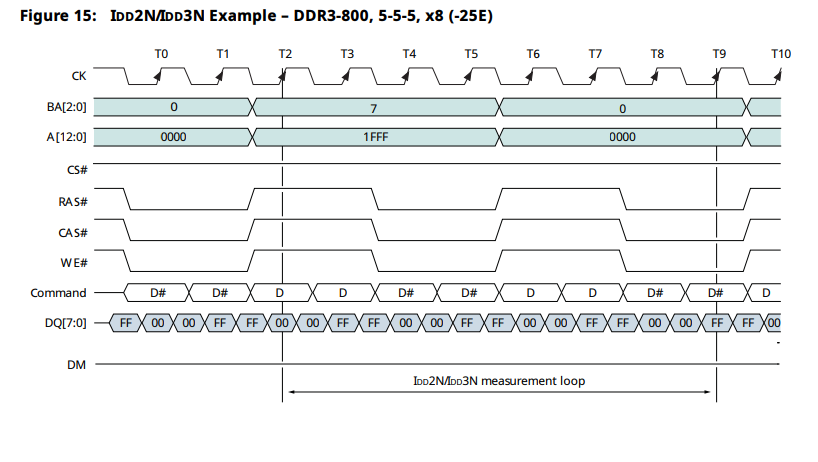 Figure 15: IDD2N/IDD3N Example – DDR3-800, 5-5-5, x8 (-25E)
T0 T1 T2 T3 T4 T5 T6 T7 T8 T9 T10
CK
BA[2:0] 0 7 0
A[12:0] 0000 1FFF 0000
CS#
RAS#
CAS#
WE#
Command D# D# D D D# D# D D D# D# D
DQ[7:0] FF 00 00 FF FF 00 00 FF FF 00 00 FF FF 00 00 FF FF 00 00 FF FF 00
-
DM
IDD2N/IDD3N measurement loop